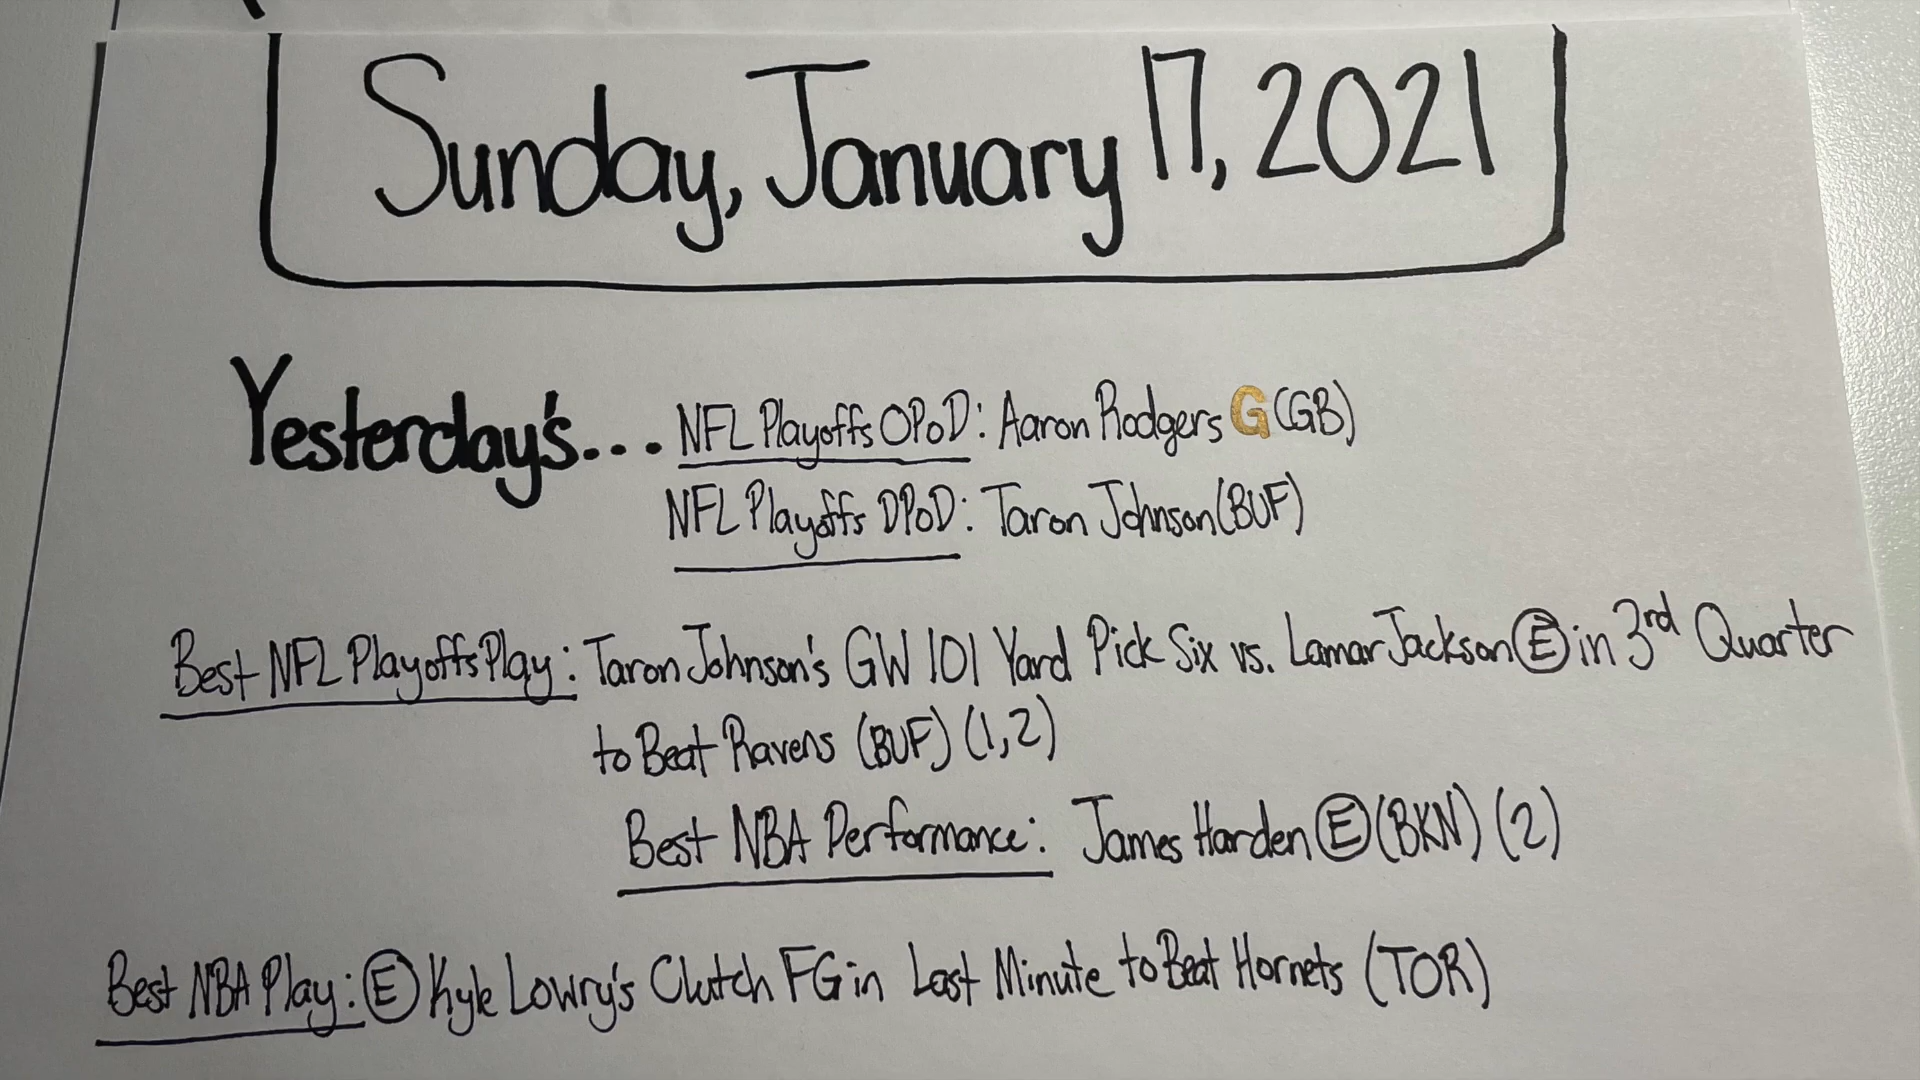 Sunday, January 17, 2021
Yesterday's... NFL Playoffs OPoD: Aaron Rodgers G (GB)
NFL Playoffs DPoD: Taron Johnson (BUF)
Best NFL Playoffs Play: Taron Johnson's GW 101 Yard Pick Six vs. Lamar Jackson Ⓔ in 3rd Quarter
to Beat Ravens (BUF) (1,2)
Best NBA Performance: James Harden Ⓔ (BKN) (2)
Best NBA Play: Ⓔ Kyle Lowry's Clutch FG in Last Minute to Beat Hornets (TOR)